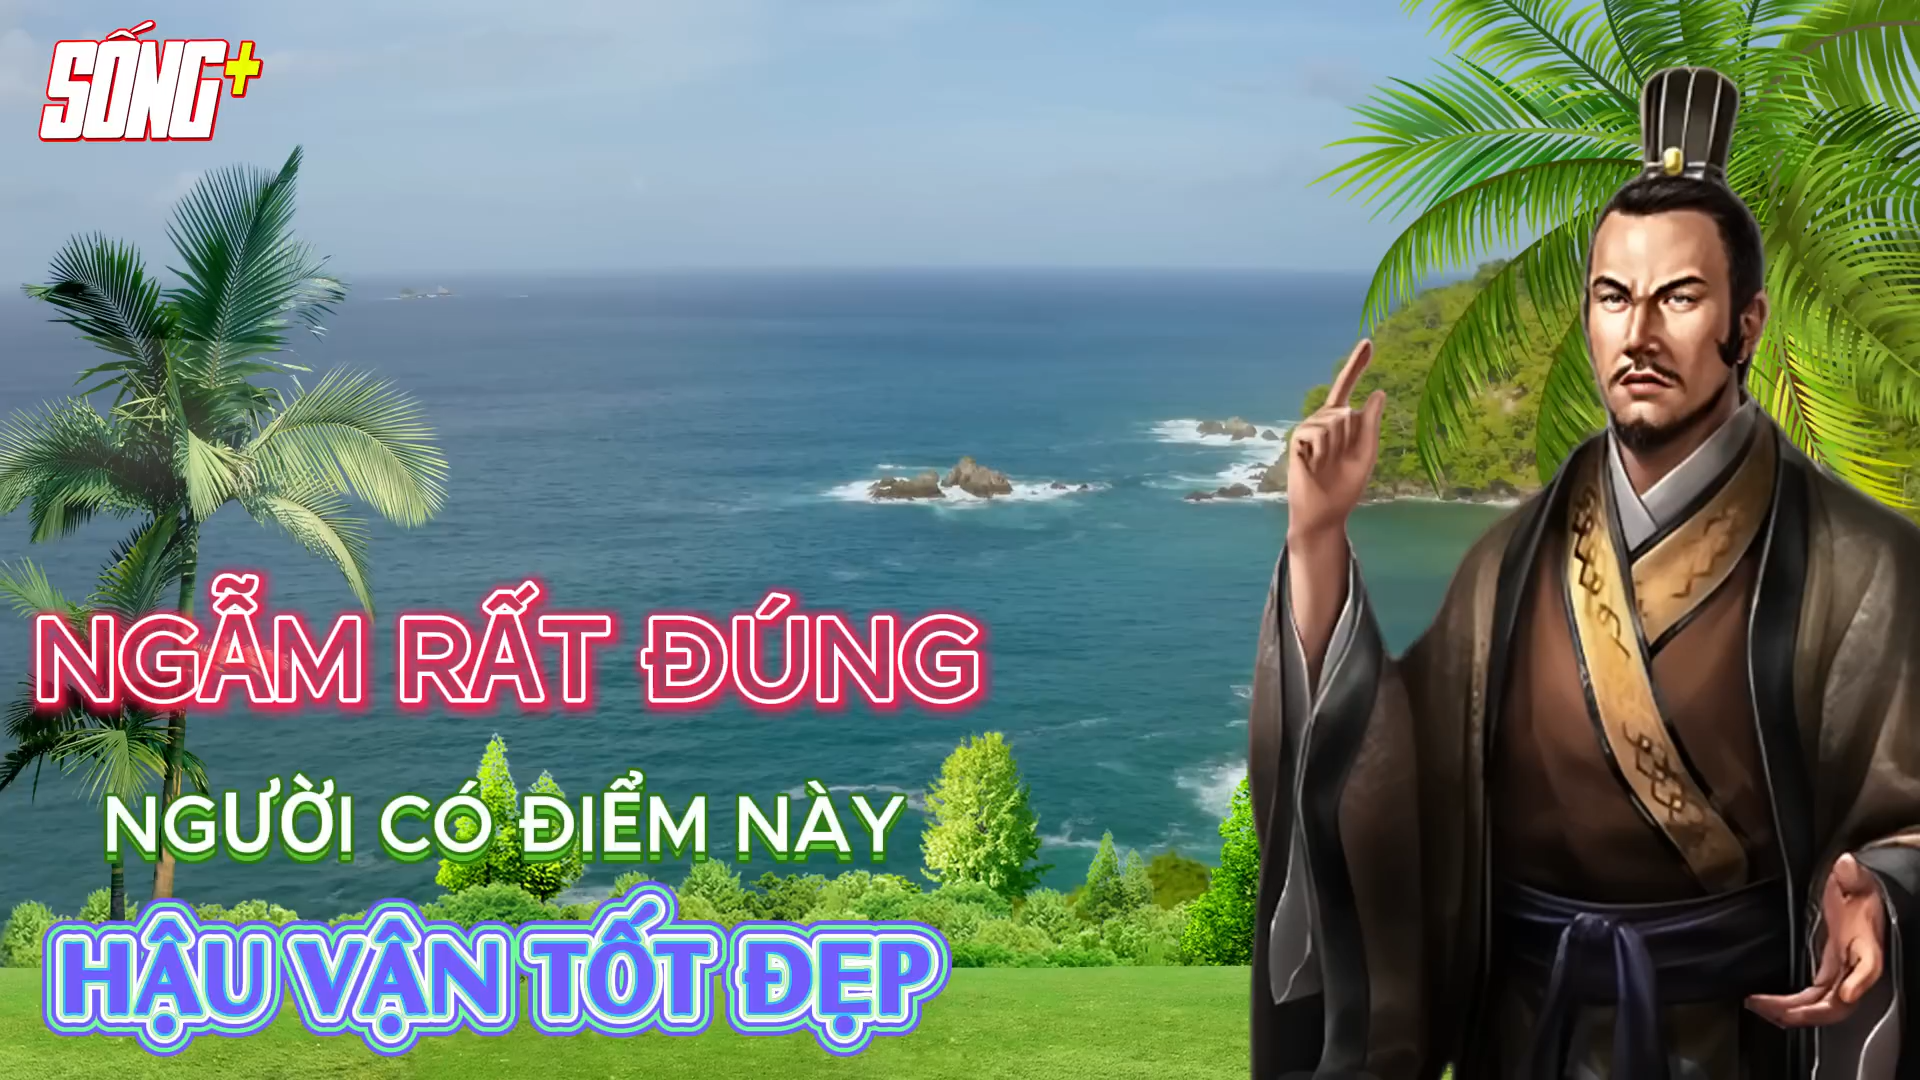 SỐNG+
NGẪM RẤT ĐÚNG
NGƯỜI CÓ ĐIỂM NÀY
HẬU VẬN TỐT ĐẸP